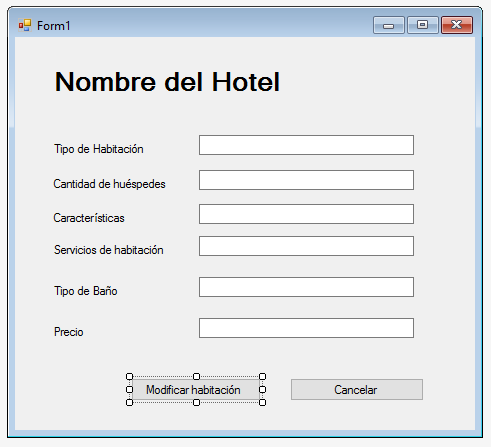 Form1
Nombre del Hotel
Tipo de Habitación
Cantidad de huéspedes
Características
Servicios de habitación
Tipo de Baño
Precio
Modificar habitación Cancelar